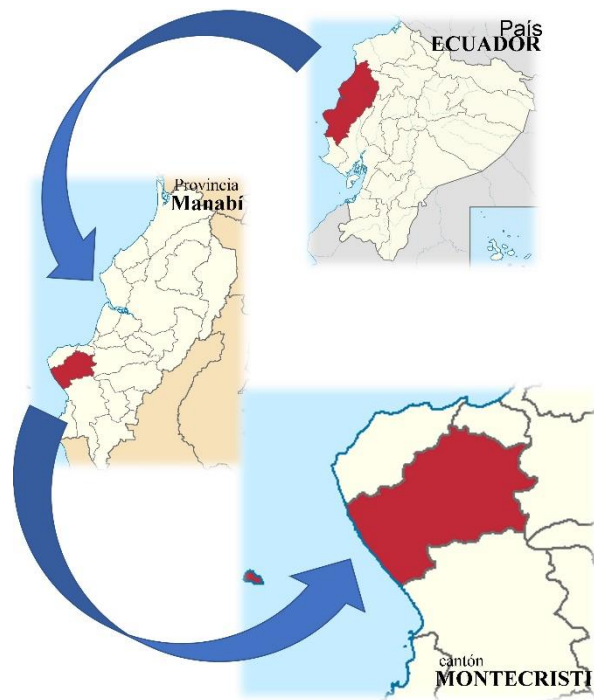 País
ECUADOR
Provincia
Manabí
cantón
MONTECRISTI